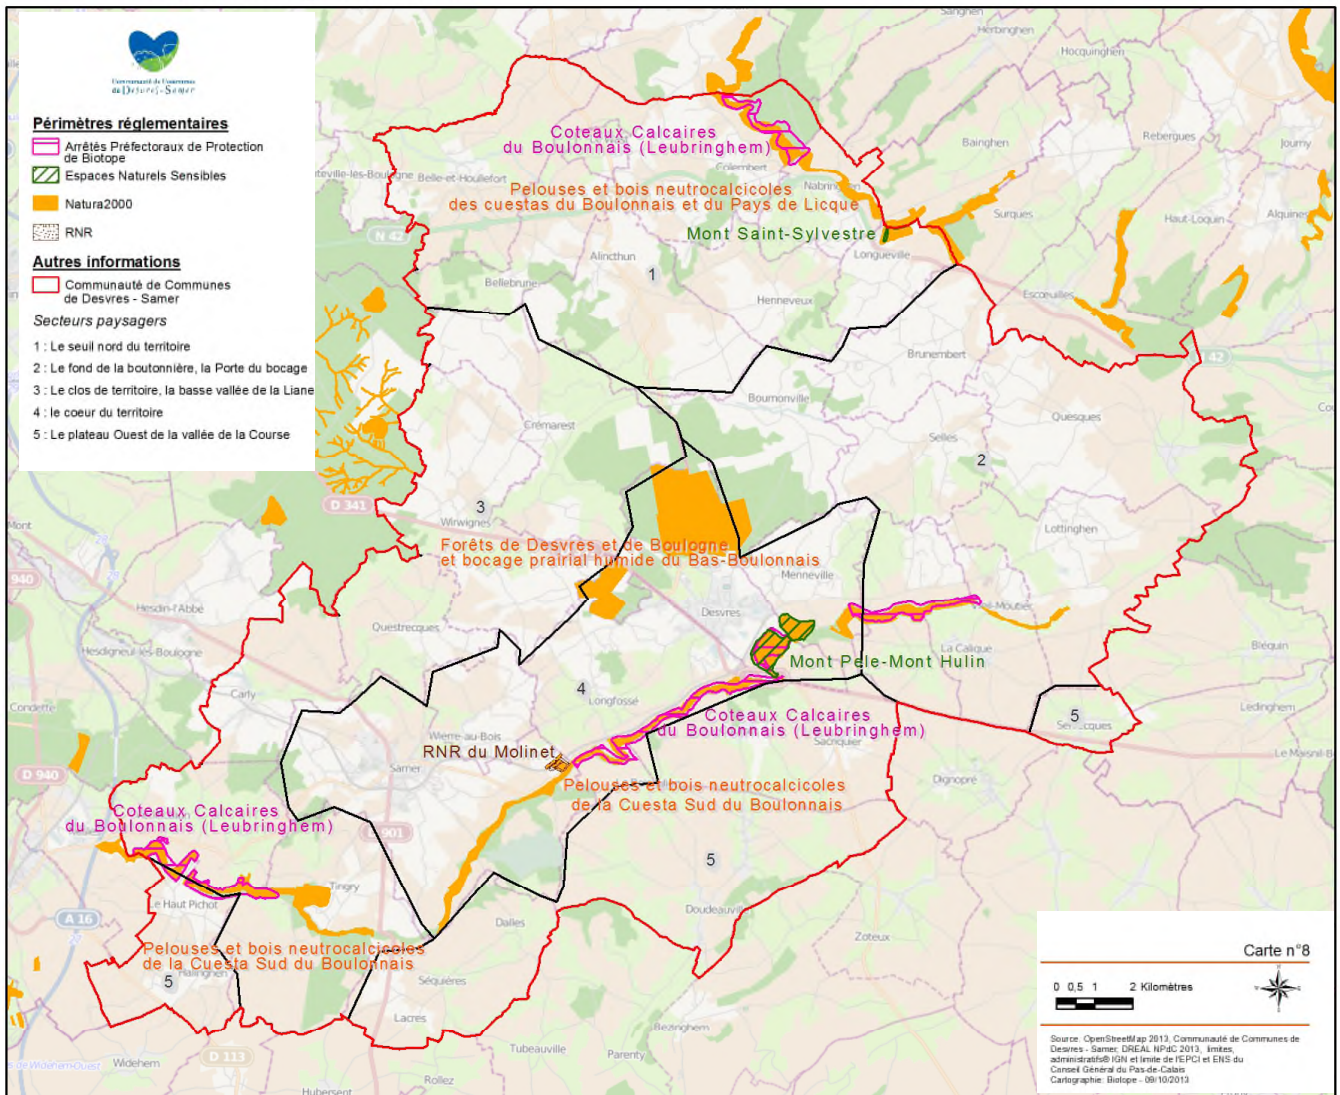 Communauté de Communes
de Desvres - Samer
Périmètres réglementaires
Arrêtés Préfectoraux de Protection
de Biotope
Espaces Naturels Sensibles
Natura2000
RNR
Autres informations
Communauté de Communes
de Desvres - Samer
Secteurs paysagers
1 : Le seuil nord du territoire
2 : Le fond de la boutonnière, la Porte du bocage
3 : Le clos de territoire, la basse vallée de la Liane
4 : le coeur du territoire
5 : Le plateau Ouest de la vallée de la Course
Sanghen
Herbinghen
Hocquinghen
Coteaux Calcaires
du Boulonnais (Leubringhem)
Bainghen
Rebergues
Journy
Colembert
Belle-et-Houllefort
Nabringhen
Pelouses et bois neutrocalcicoles
des cuestas du Boulonnais et du Pays de Licque
Surques
Haut-Loquin
Alquines
N 42
Mont Saint-Sylvestre
Longueville
Alincthun
1
Bellebrune
Henneveux
Escœuilles
42
Brunembert
Bournonville
Quesques
Crémarest
Selles
2
D 341
3
Wirwignes
Lottinghen
Forêts de Desvres et de Boulogne
et bocage prairial humide du Bas-Boulonnais
Menneville
940
Hesdin-l'Abbé
Desvres
Vieil-Moutier
Questrecques
Hesdigneul-lès-Boulogne
La Calique
Bléquin
Mont Pelé-Mont Hulin
Carly
4
Longfossé
Condette
Ledinghen
5
Coteaux Calcaires
du Boulonnais (Leubringhem)
Senlecques
Wierre-au-Bois
Sacriquier
RNR du Molinet
Le Maisnil-B
Samer
D 940
Dignopré
Pelouses et bois neutrocalcicoles
de la Cuesta Sud du Boulonnais
Coteaux Calcaires
du Boulonnais (Leubringhem)
901
5
Tingry
Le Haut Pichot
A 16
Doudeauville
Dalles
Zoteux
Pelouses et bois neutrocalcicoles
de la Cuesta Sud du Boulonnais
Halinghen
5
Séquières
Lacres
Bezinghem
Widehem
D 113
Tubeauville
Parenty
Hubersent
Rollez
Carte n°8
0 0,5 1 2 Kilomètres
Source: OpenStreetMap 2013, Communauté de Communes de
Desvres - Samer, DREAL NPdC 2013, limites,
administratifs® IGN et limite de l'EPCI et ENS du
Conseil Général du Pas-de-Calais
Cartographie: Biotope - 09/10/2013